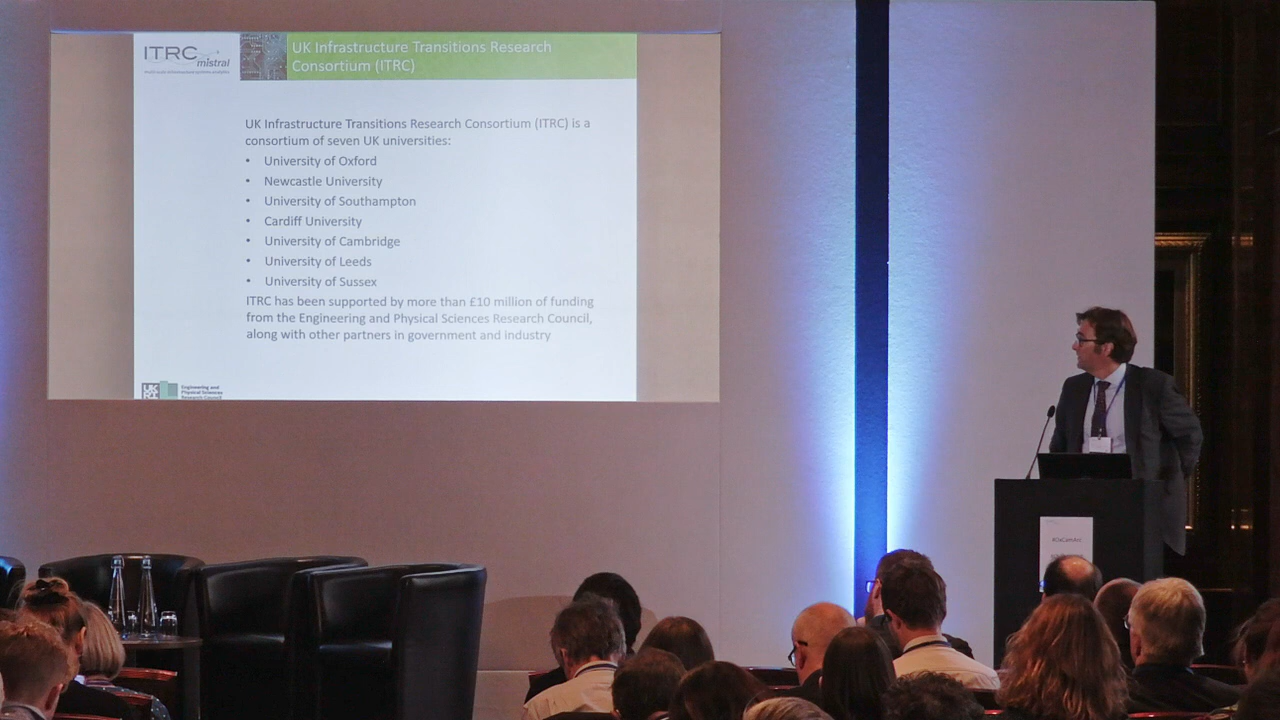 ITRC
mistral
UK Infrastructure Transitions Research
Consortium (ITRC)
UK Infrastructure Transitions Research Consortium (ITRC) is a
consortium of seven UK universities:
• University of Oxford
• Newcastle University
• University of Southampton
• Cardiff University
• University of Cambridge
• University of Leeds
• University of Sussex
ITRC has been supported by more than £10 million of funding
from the Engineering and Physical Sciences Research Council,
along with other partners in government and industry
Engineering and
Physical Sciences
Research Council
#OxCamArc